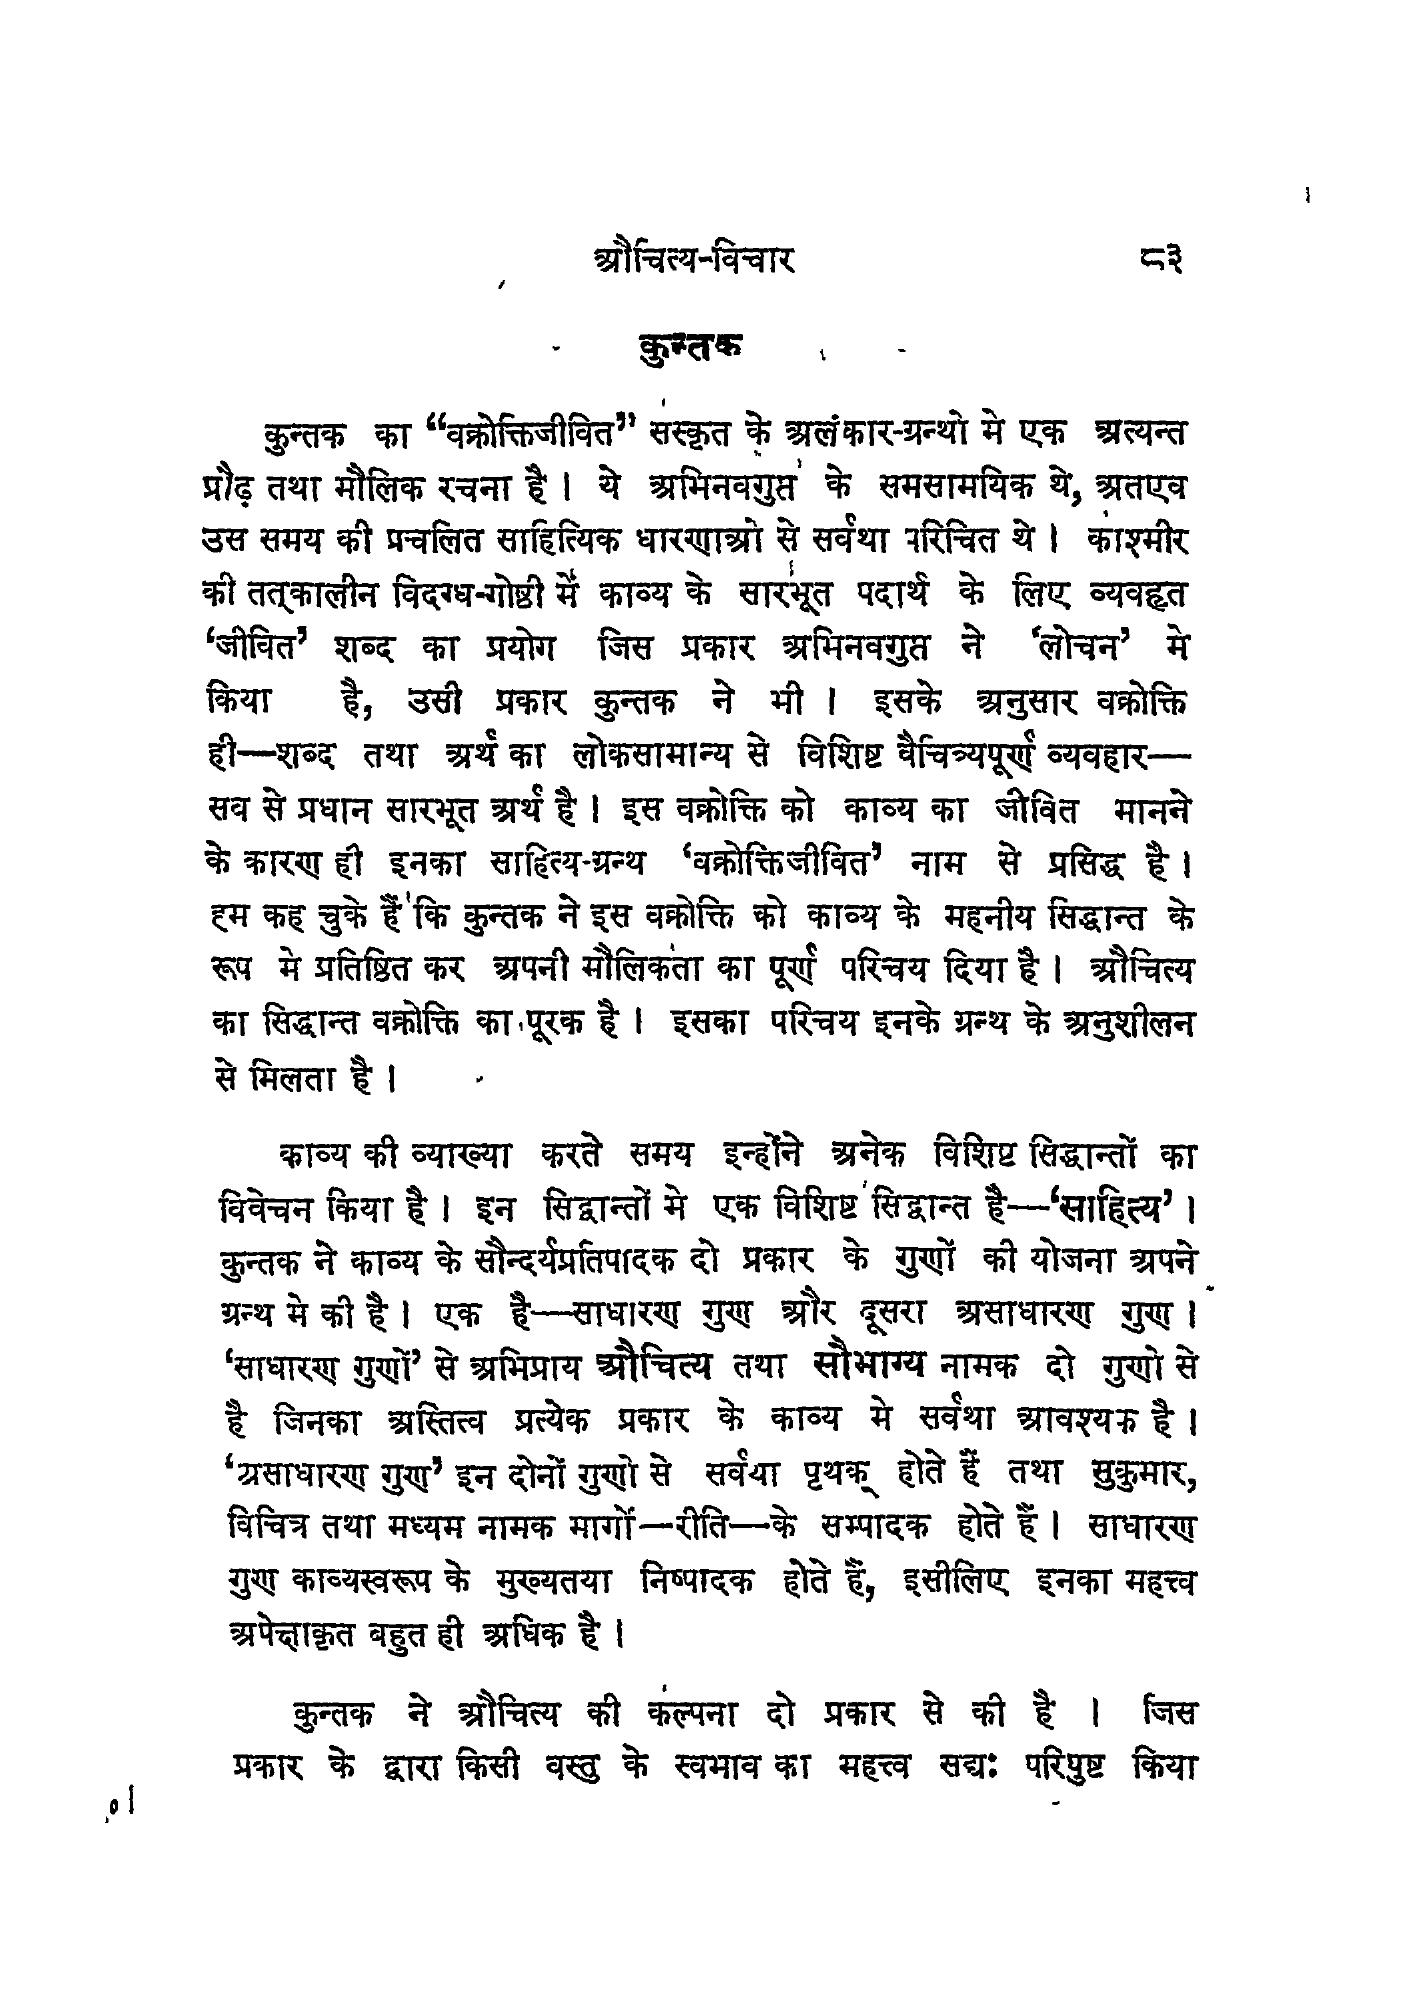 औचित्य-विचार ८३
कुन्तक
कुन्तक का “वक्रोक्तिजीवित” संस्कृत के अलंकार-ग्रन्थो मे एक अत्यन्त
प्रौढ़ तथा मौलिक रचना है। ये अभिनवगुप्त के समसामयिक थे, अतएव
उस समय की प्रचलित साहित्यिक धारणाओ से सर्वथा परिचित थे। काश्मीर
की तत्कालीन विदग्ध-गोष्ठी में काव्य के सारभूत पदार्थ के लिए व्यवहृत
‘जीवित’ शब्द का प्रयोग जिस प्रकार अभिनवगुप्त ने ‘लोचन’ मे
किया है, उसी प्रकार कुन्तक ने भी। इसके अनुसार वक्रोक्ति
ही—शब्द तथा अर्थ का लोकसामान्य से विशिष्ट वैचित्र्यपूर्ण व्यवहार—
सव से प्रधान सारभूत अर्थ है। इस वक्रोक्ति को काव्य का जीवित मानने
के कारण ही इनका साहित्य-ग्रन्थ ‘वक्रोक्तिजीवित’ नाम से प्रसिद्ध है।
हम कह चुके हैं कि कुन्तक ने इस वक्रोक्ति को काव्य के महनीय सिद्धान्त के
रूप मे प्रतिष्ठित कर अपनी मौलिकता का पूर्ण परिचय दिया है। औचित्य
का सिद्धान्त वक्रोक्ति का पूरक है। इसका परिचय इनके ग्रन्थ के अनुशीलन
से मिलता है।
काव्य की व्याख्या करते समय इन्होंने अनेक विशिष्ट सिद्धान्तों का
विवेचन किया है। इन सिद्वान्तों मे एक विशिष्ट सिद्वान्त है—‘साहित्य’।
कुन्तक ने काव्य के सौन्दर्यप्रतिपादक दो प्रकार के गुणों की योजना अपने
ग्रन्थ मे की है। एक है—साधारण गुण और दूसरा असाधारण गुण।
‘साधारण गुणों’ से अभिप्राय औचित्य तथा सौभाग्य नामक दो गुणो से
है जिनका अस्तित्व प्रत्येक प्रकार के काव्य मे सर्वथा आवश्यक है।
‘असाधारण गुण’ इन दोनों गुणो से सर्वथा पृथक् होते हैं तथा सुकुमार,
विचित्र तथा मध्यम नामक मार्गो—रीति—के सम्पादक होते हैं। साधारण
गुण काव्यस्वरूप के मुख्यतया निष्पादक होते हैं, इसीलिए इनका महत्त्व
अपेक्षाकृत बहुत ही अधिक है।
कुन्तक ने औचित्य की कल्पना दो प्रकार से की है। जिस
प्रकार के द्वारा किसी वस्तु के स्वभाव का महत्त्व सद्यः परिपुष्ट किया